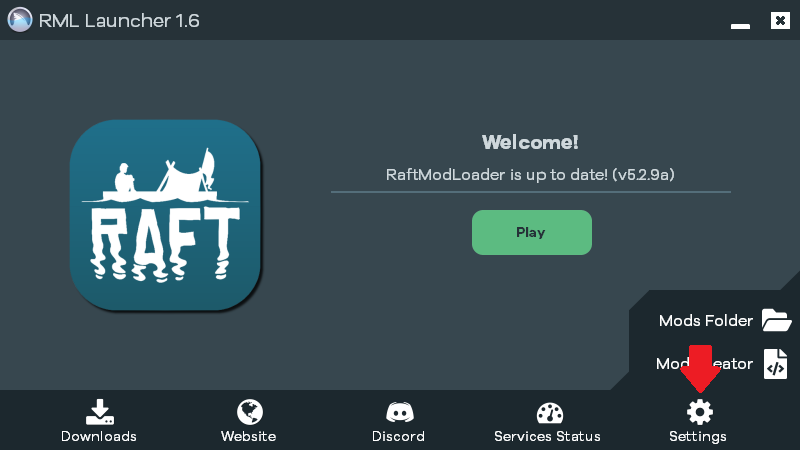 RML Launcher 1.6
RAFT
Welcome!
RaftModLoader is up to date! (v5.2.9a)
Play
Mods Folder
Downloads
Website
Discord
Services Status
Settings